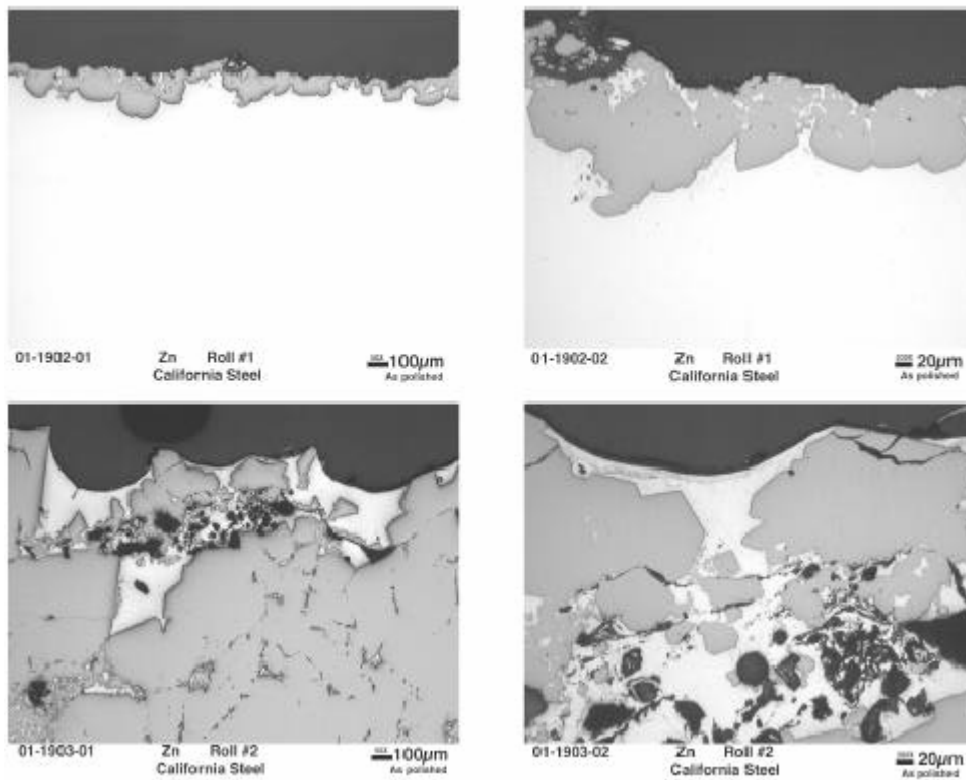 01-1902-01 Zn Roll #1 100µm
California Steel As polished
01-1902-02 Zn Roll #1 20µm
California Steel As polished
01-1903-01 Zn Roll #2 100µm
California Steel As polished
01-1903-02 Zn Roll #2 20µm
California Steel As polished